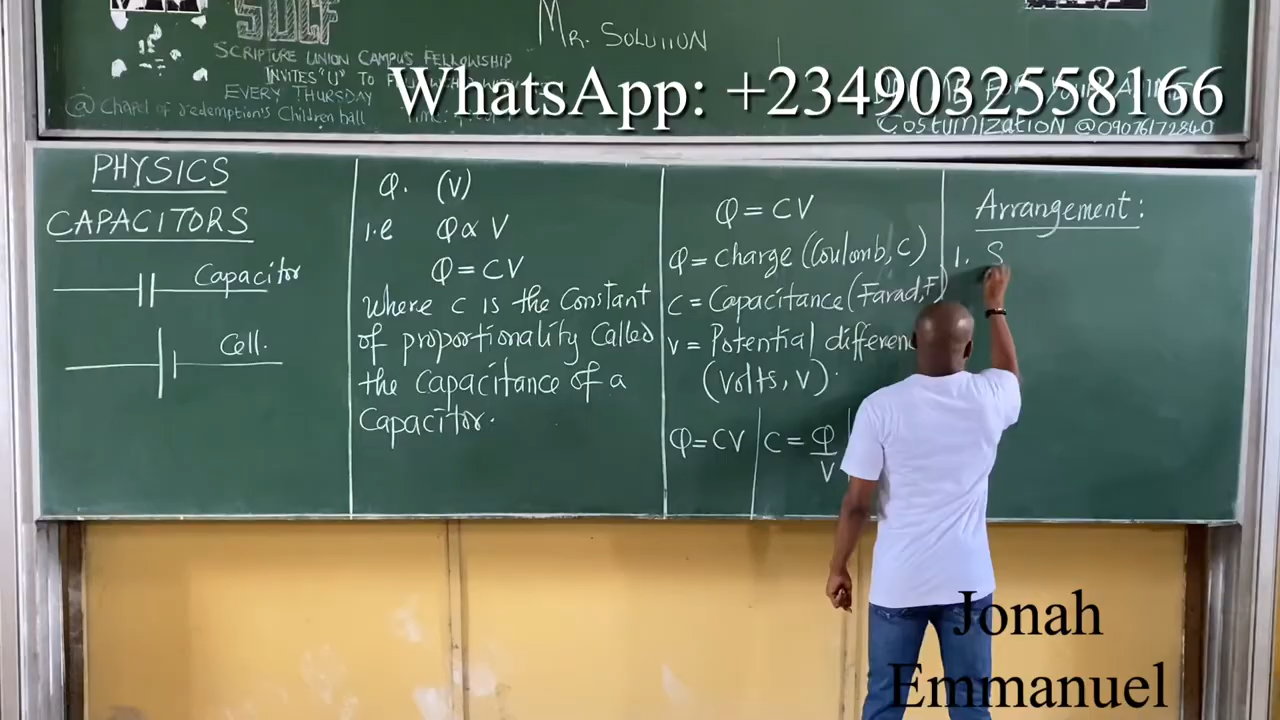 SUCF
SCRIPTURE UNION CAMPUS FELLOWSHIP
INVITES "U" TO
EVERY THURSDAY
@ Chapel of redemption's Children hall
MR. SOLUTION
WhatsApp: +2349032558166
Costumization @09076172840
PHYSICS
CAPACITORS
Capacitor
Cell.
Q. (V)
i.e Q ∝ V
Q = CV
Where C is the Constant
of proportionality Called
the Capacitance of a
Capacitor.
Q = CV
Q = Charge (Coulomb, C)
C = Capacitance (Farad, F)
V = Potential differen
(Volts, V).
Q = CV | C = Q/V |
Arrangement:
1. S
Jonah
Emmanuel